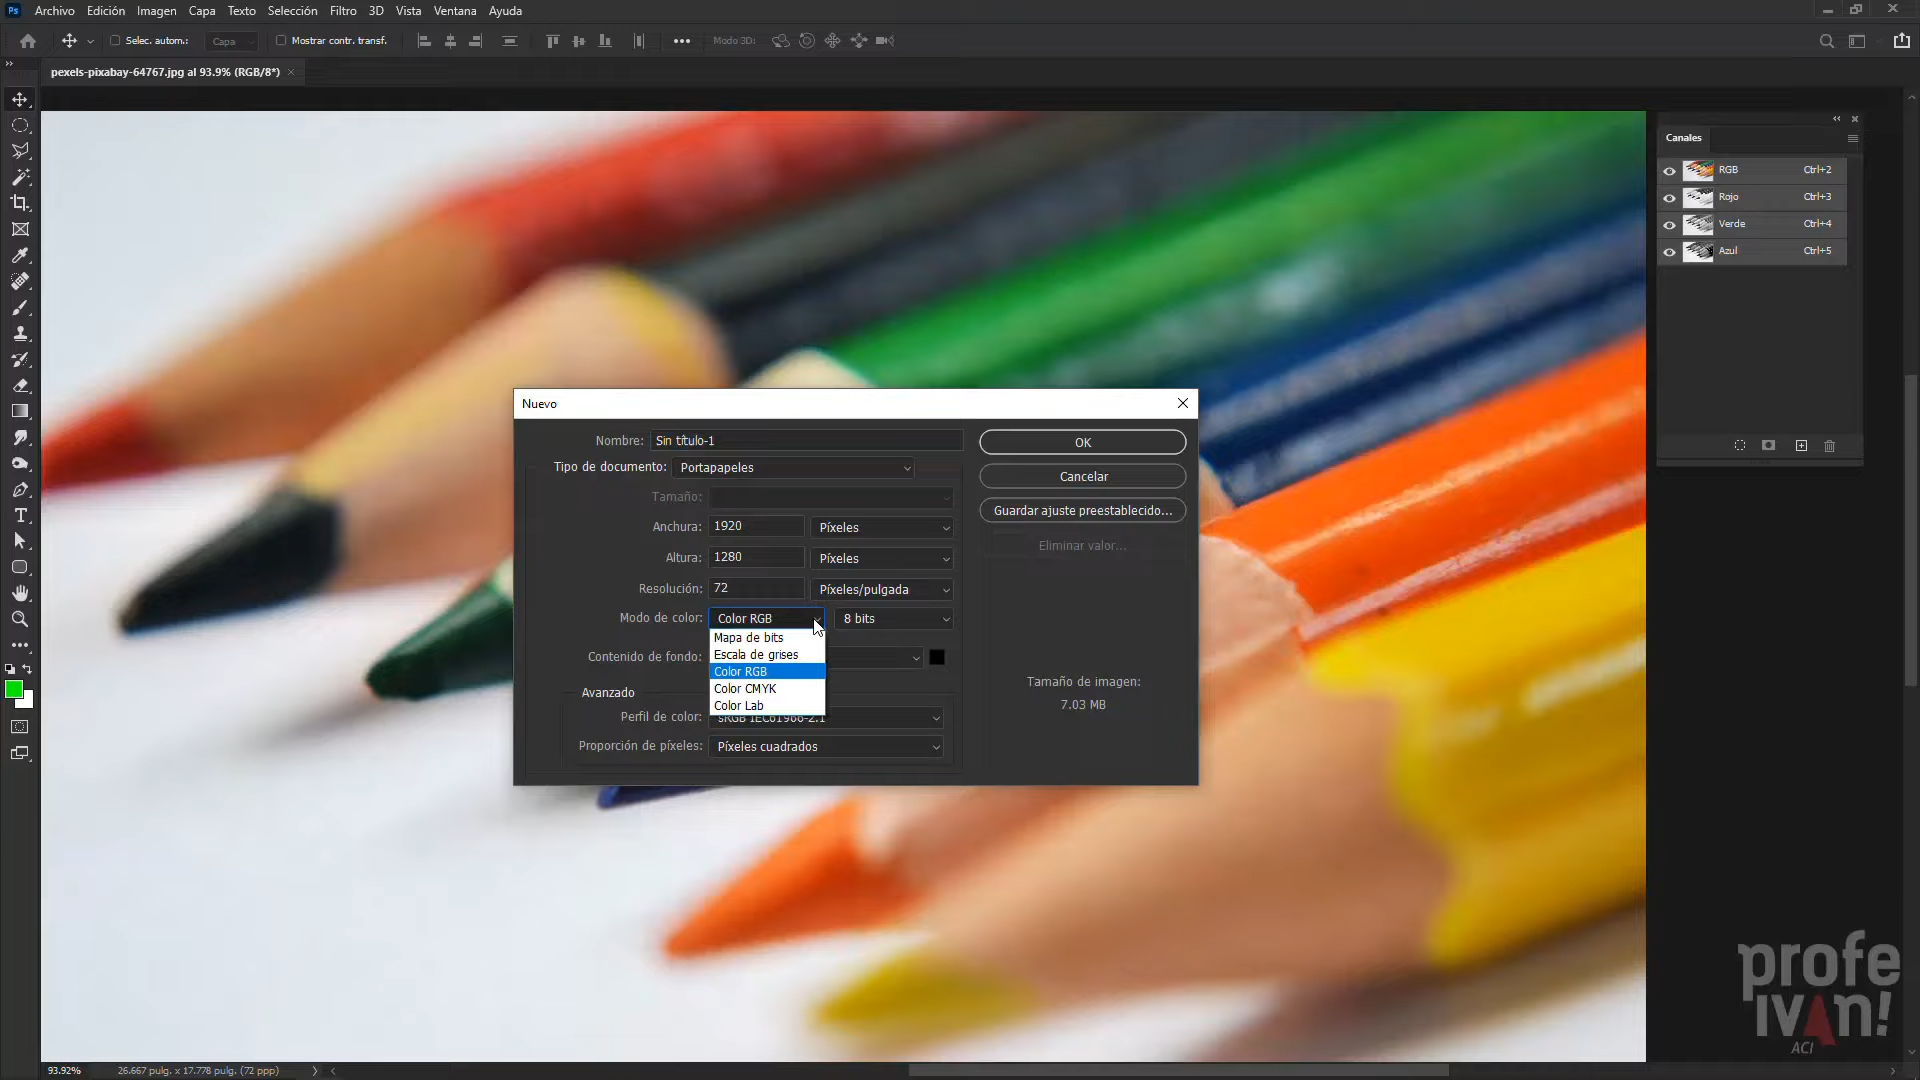 Ps Archivo Edición Imagen Capa Texto Selección Filtro 3D Vista Ventana Ayuda
Selec. autom.: Capa Mostrar contr. transf. ••• Modo 3D:
pexels-pixabay-64767.jpg al 93.9% (RGB/8*) ×
Canales
RGB Ctrl+2
Rojo Ctrl+3
Verde Ctrl+4
Azul Ctrl+5
Nuevo
Nombre: Sin título-1
OK
Tipo de documento: Portapapeles
Cancelar
Tamaño:
Guardar ajuste preestablecido...
Anchura: 1920 Píxeles
Eliminar valor...
Altura: 1280 Píxeles
Resolución: 72 Píxeles/pulgada
Modo de color: Color RGB 8 bits
Mapa de bits
Escala de grises
Color RGB
Color CMYK
Color Lab
Contenido de fondo:
Avanzado
Perfil de color: sRGB IEC61966-2.1
Proporción de píxeles: Píxeles cuadrados
Tamaño de imagen:
7.03 MB
profe
IVAN!
ACI
93.92% 26.667 pulg. x 17.778 pulg. (72 ppp)